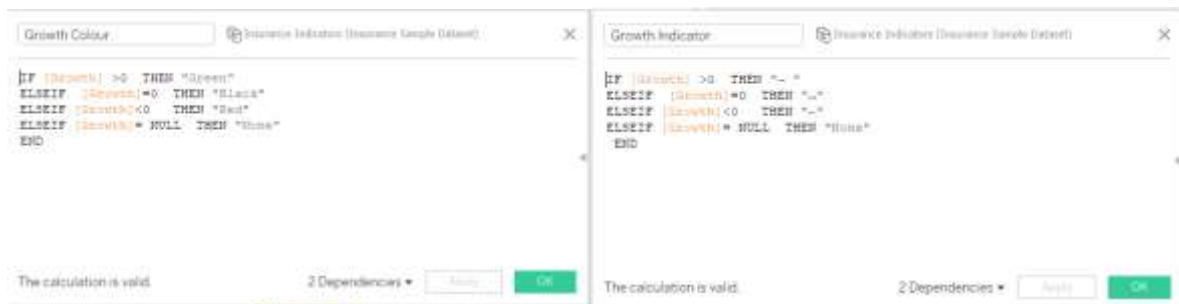 Growth Colour
Insurance Indicators (Insurance Sample Dataset)
IF [Growth] >0 THEN "Green"
ELSEIF [Growth]=0 THEN "Black"
ELSEIF [Growth]<0 THEN "Red"
ELSEIF [Growth]= NULL THEN "None"
END
The calculation is valid.
2 Dependencies
Apply
OK
Growth Indicator
Insurance Indicators (Insurance Sample Dataset)
IF [Growth] >0 THEN
ELSEIF [Growth]=0 THEN
ELSEIF [Growth]<0 THEN
ELSEIF [Growth]= NULL THEN "None"
END
The calculation is valid.
2 Dependencies
Apply
OK